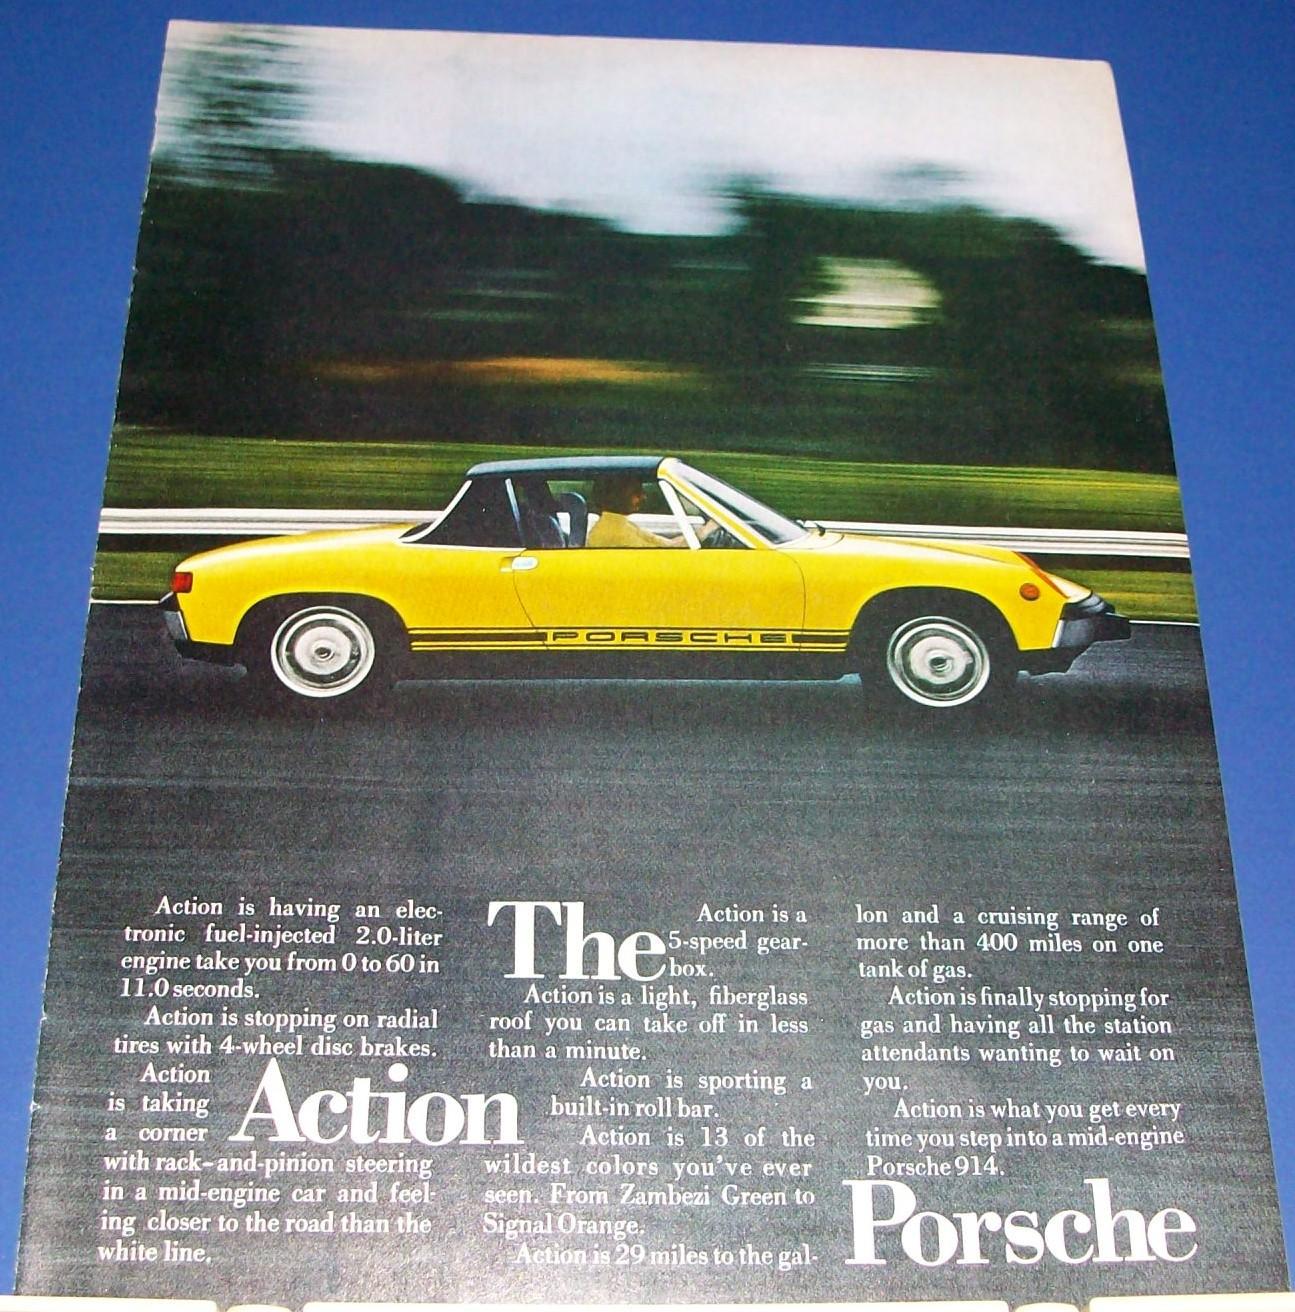 PORSCHE
Action is having an elec-
tronic fuel-injected 2.0-liter
engine take you from 0 to 60 in
11.0 seconds.
Action is stopping on radial
tires with 4-wheel disc brakes.
Action
is taking
a corner
with rack-and-pinion steering
in a mid-engine car and feel-
ing closer to the road than the
white line.
The
Action
Action is a
5-speed gear-
box.
Action is a light, fiberglass
roof you can take off in less
than a minute.
Action is sporting a
built-in roll bar.
Action is 13 of the
wildest colors you've ever
seen. From Zambezi Green to
Signal Orange.
Action is 29 miles to the gal-
lon and a cruising range of
more than 400 miles on one
tank of gas.
Action is finally stopping for
gas and having all the station
attendants wanting to wait on
you.
Action is what you get every
time you step into a mid-engine
Porsche 914.
Porsche